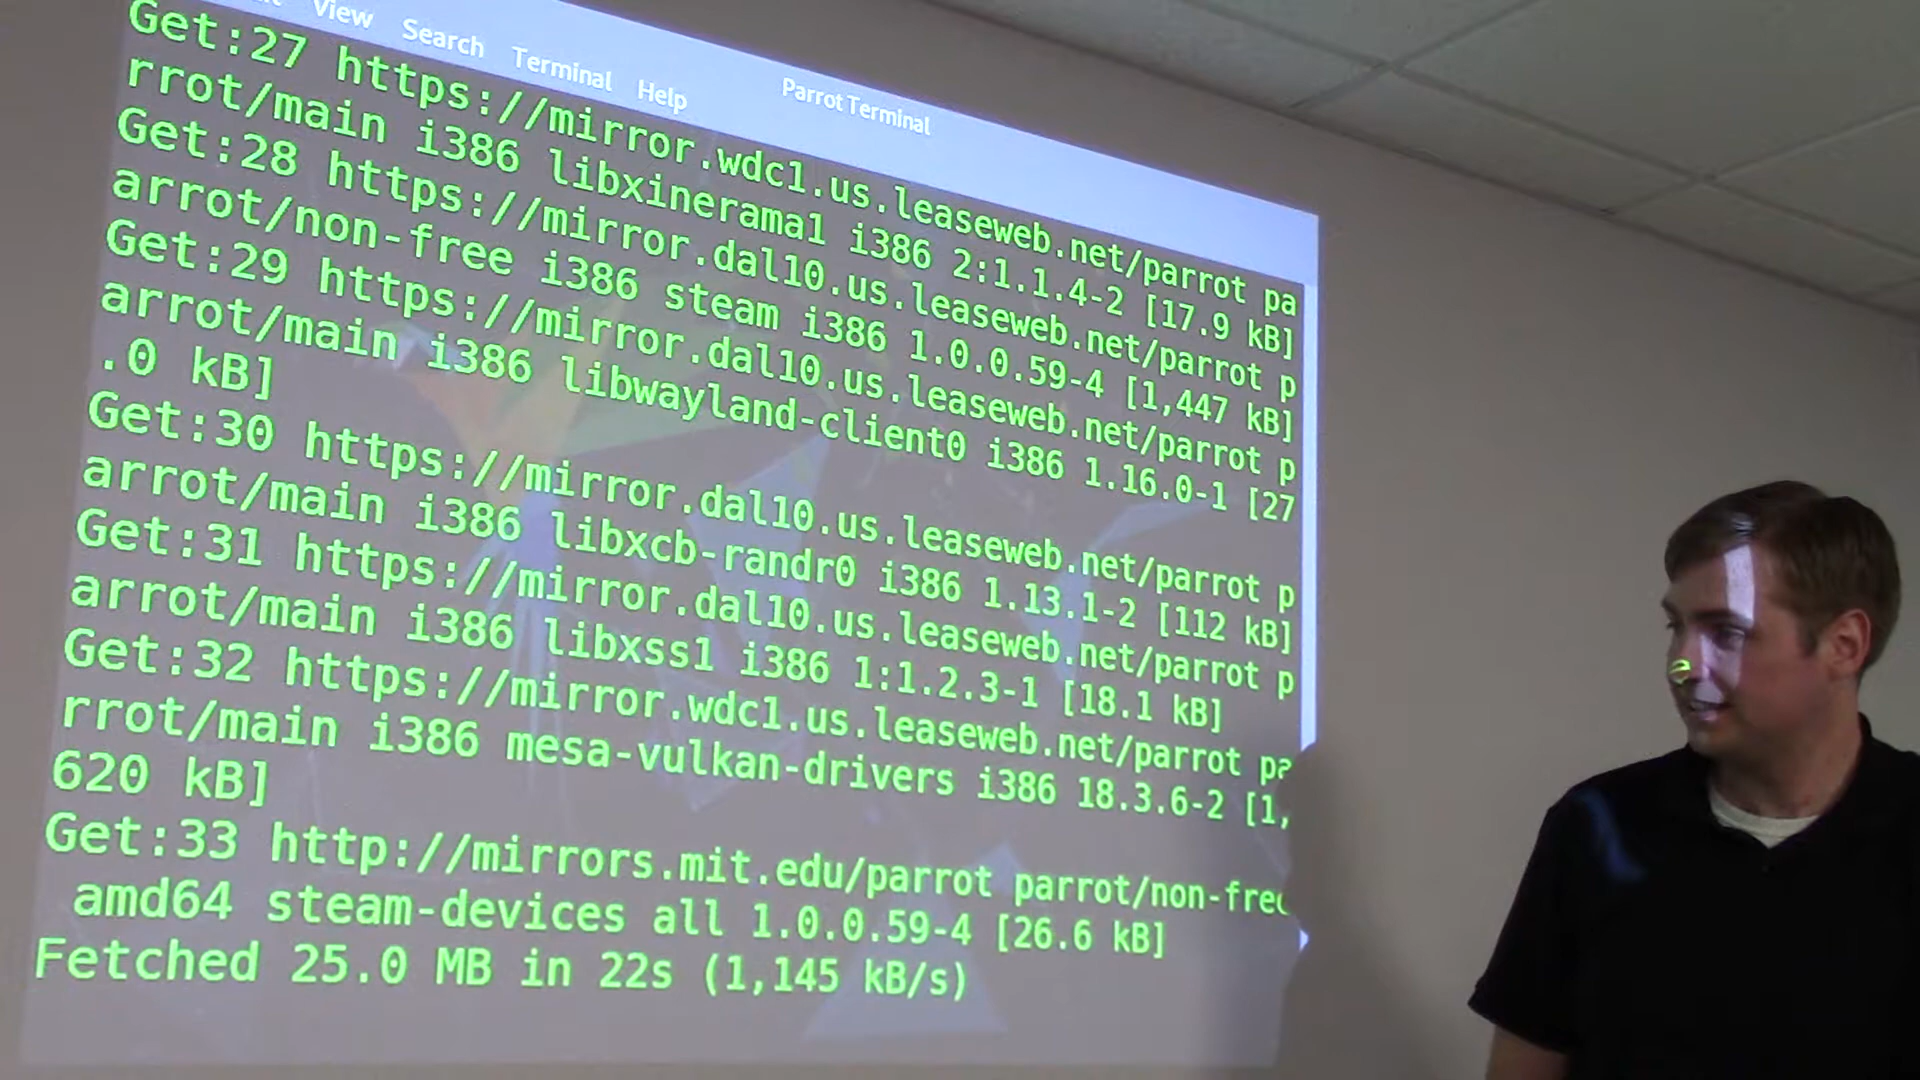 View Search Terminal Help Parrot Terminal
Get:27 https://mirror.wdc1.us.leaseweb.net/parrot pa
rrot/main i386 libxinerama1 i386 2:1.1.4-2 [17.9 kB]
Get:28 https://mirror.dal10.us.leaseweb.net/parrot p
arrot/non-free i386 steam i386 1.0.0.59-4 [1,447 kB]
Get:29 https://mirror.dal10.us.leaseweb.net/parrot p
arrot/main i386 libwayland-client0 i386 1.16.0-1 [27
.0 kB]
Get:30 https://mirror.dal10.us.leaseweb.net/parrot p
arrot/main i386 libxcb-randr0 i386 1.13.1-2 [112 kB]
Get:31 https://mirror.dal10.us.leaseweb.net/parrot p
arrot/main i386 libxss1 i386 1:1.2.3-1 [18.1 kB]
Get:32 https://mirror.wdc1.us.leaseweb.net/parrot pa
rrot/main i386 mesa-vulkan-drivers i386 18.3.6-2 [1,
620 kB]
Get:33 http://mirrors.mit.edu/parrot parrot/non-free
amd64 steam-devices all 1.0.0.59-4 [26.6 kB]
Fetched 25.0 MB in 22s (1,145 kB/s)